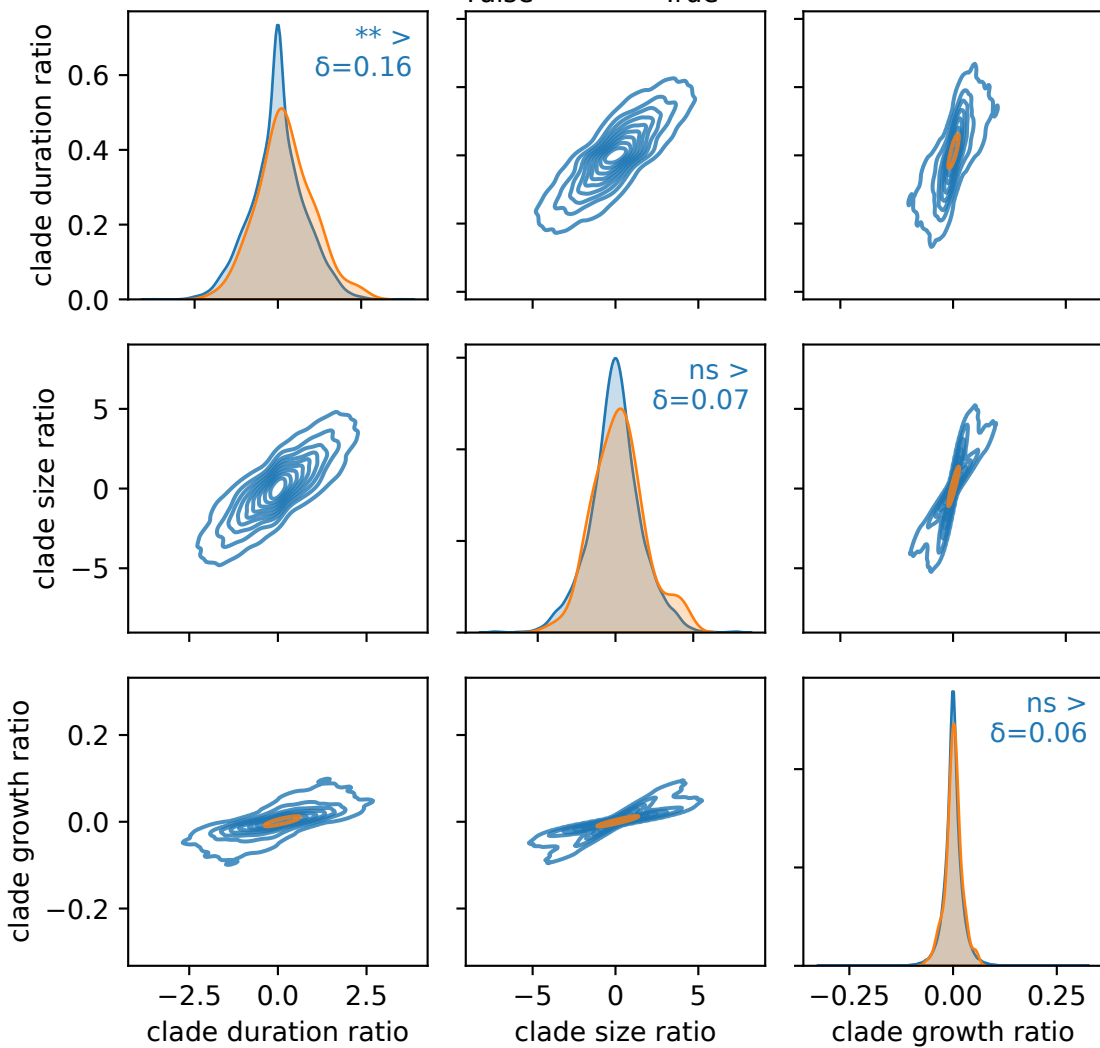 True
clade duration ratio
0.6
0.4
0.2
0.0
** >
δ=0.16
clade size ratio
5
0
−5
ns >
δ=0.07
clade growth ratio
0.2
0.0
−0.2
ns >
δ=0.06
−2.5 0.0 2.5
−5 0 5
−0.25 0.00 0.25
clade duration ratio
clade size ratio
clade growth ratio